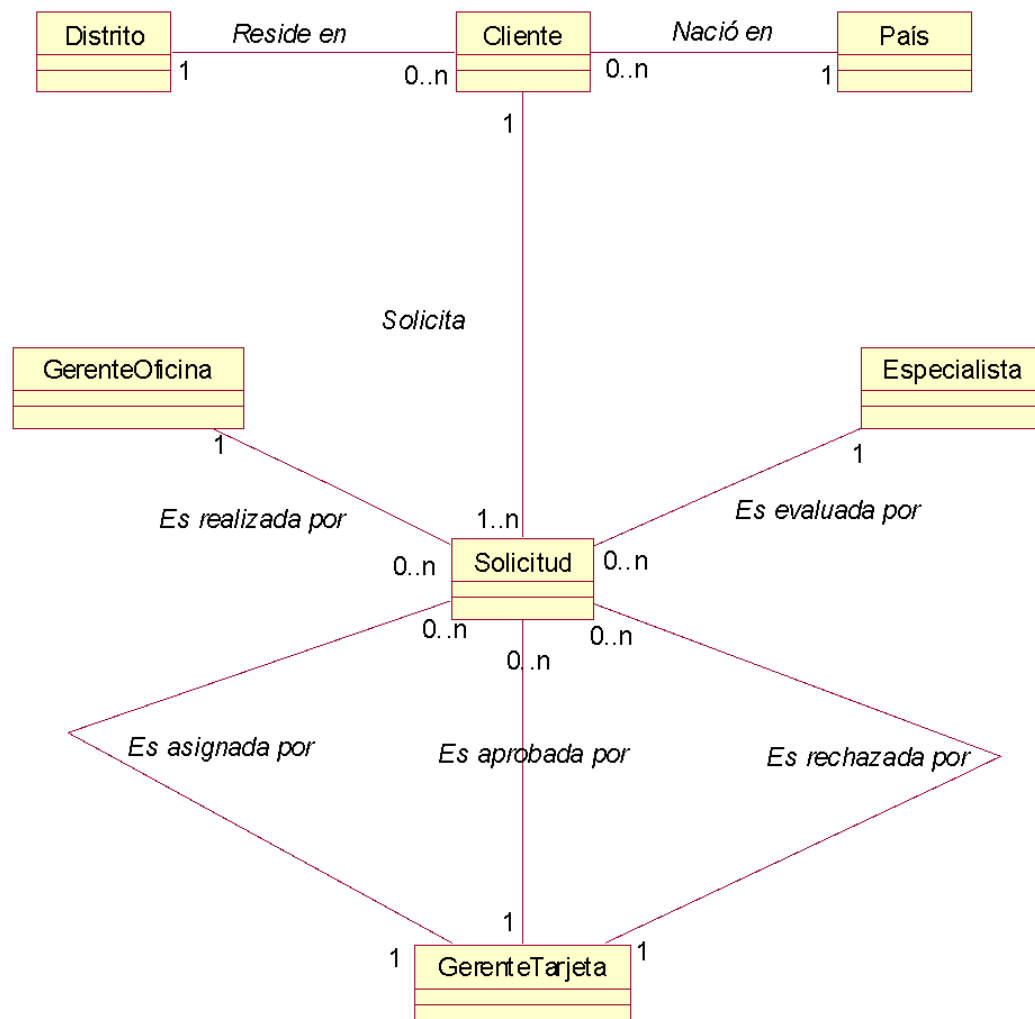 Distrito
Reside en
Cliente
Nació en
País
1
0..n
0..n
1
1
Solicita
GerenteOficina
Especialista
1
1
Es realizada por
Es evaluada por
1..n
0..n
Solicitud
0..n
0..n
0..n
0..n
Es asignada por
Es aprobada por
Es rechazada por
1
1
1
GerenteTarjeta